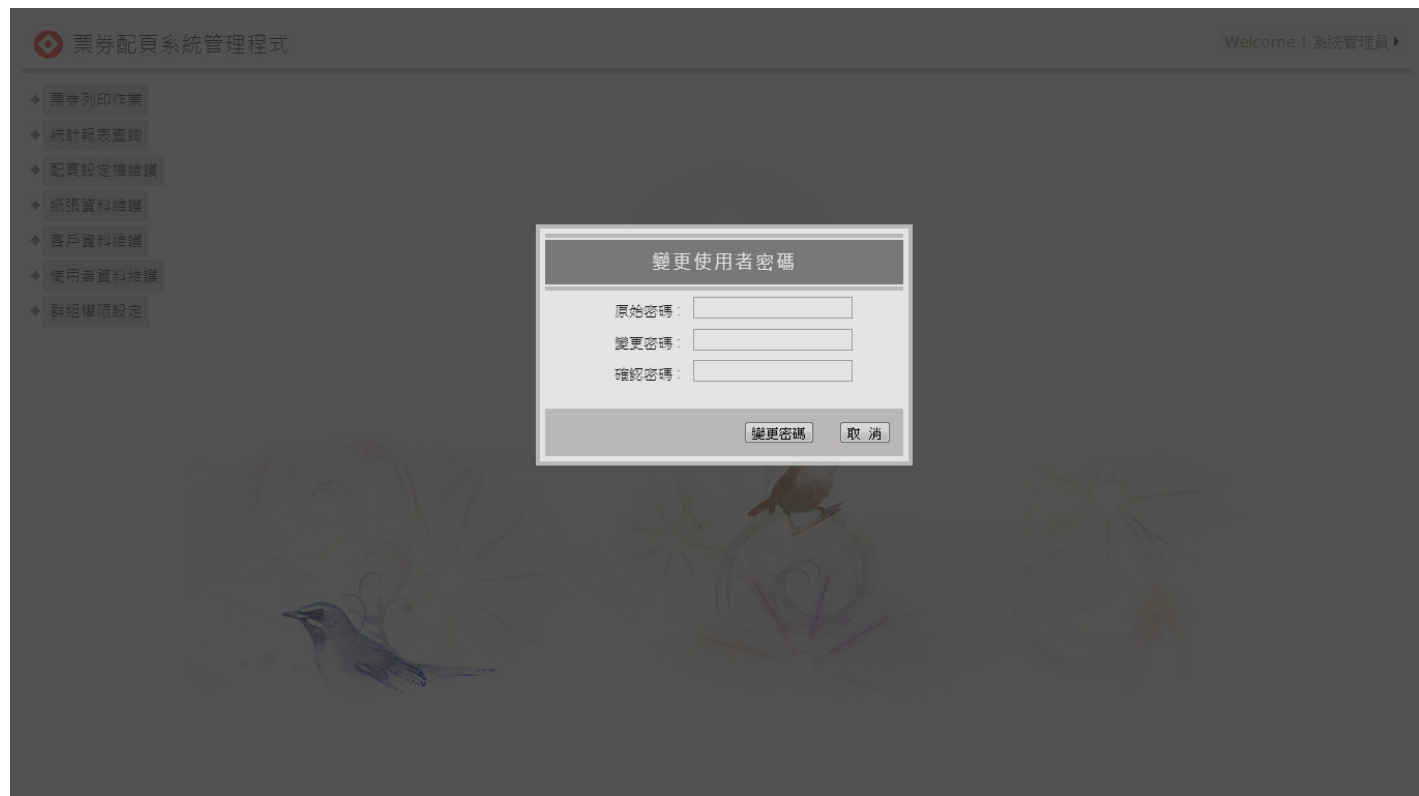 票券配頁系統管理程式
Welcome | 系統管理員
票券列印作業
統計報表查詢
配頁設定檔維護
紙張資料維護
客戶資料維護
使用者資料維護
群組權限設定
變更使用者密碼
原始密碼：
變更密碼：
確認密碼：
變更密碼 取 消